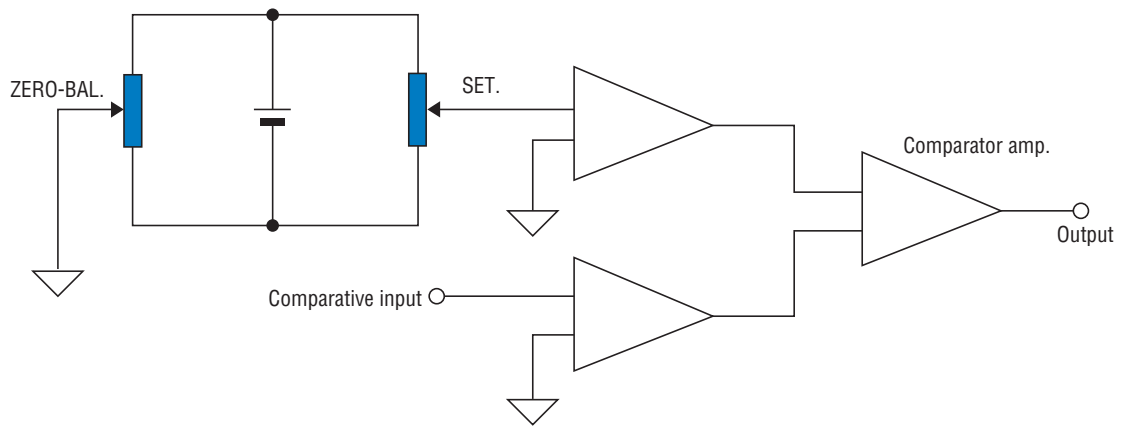 ZERO-BAL.
SET.
Comparator amp.
Output
Comparative input